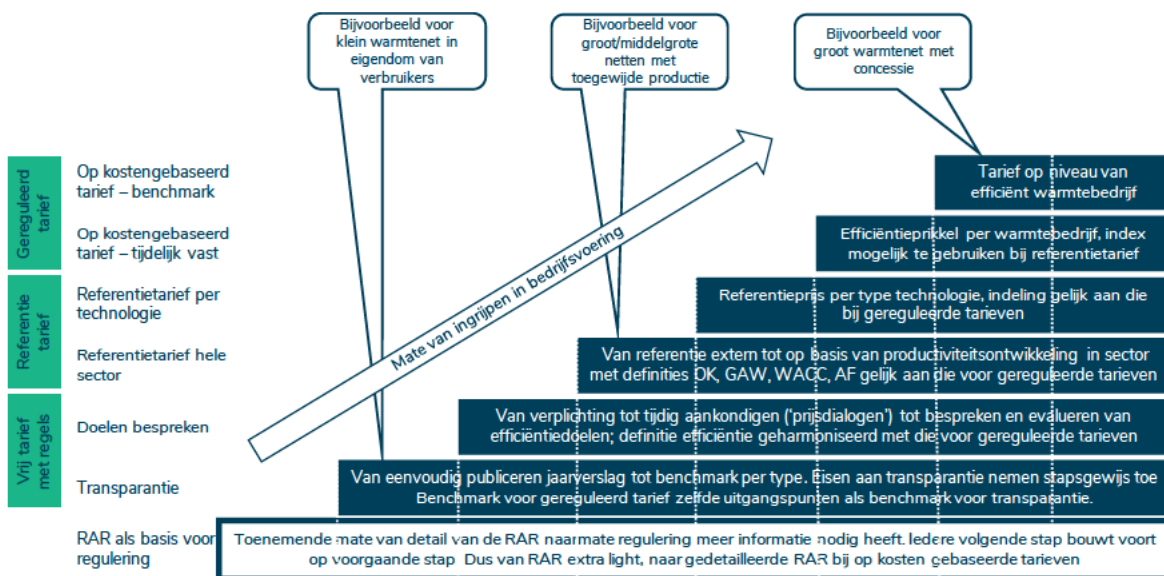 Bijvoorbeeld voor
klein warmtenet in
eigendom van
verbruikers
Bijvoorbeeld voor
groot/middelgrote
netten met
toegewijde productie
Bijvoorbeeld voor
groot warmtenet met
concessie
Mate van ingrijpen in bedrijfsvoering
Gereguleerd
tarief
Op kostengebaseerd
tarief – benchmark
Tarief op niveau van
efficiënt warmtebedrijf
Op kostengebaseerd
tarief – tijdelijk vast
Efficiëntieprikkel per warmtebedrijf, index
mogelijk te gebruiken bij referentietarief
Referentie
tarief
Referentietarief per
technologie
Referentieprijs per type technologie, indeling gelijk aan die
bij gereguleerde tarieven
Referentietarief hele
sector
Van referentie extern tot op basis van productiviteitsontwikkeling in sector
met definities OK, GAW, WACC, AF gelijk aan die voor gereguleerde tarieven
Vrij tarief
met regels
Doelen bespreken
Van verplichting tot tijdig aankondigen ('prijsdialogen') tot bespreken en evalueren van
efficiëntiedoelen; definitie efficiëntie geharmoniseerd met die voor gereguleerde tarieven
Transparantie
Van eenvoudig publiceren jaarverslag tot benchmark per type. Eisen aan transparantie nemen stapsgewijs toe
Benchmark voor gereguleerd tarief zelfde uitgangspunten als benchmark voor transparantie.
RAR als basis voor
regulering
Toenemende mate van detail van de RAR naarmate regulering meer informatie nodig heeft. Iedere volgende stap bouwt voort
op voorgaande stap. Dus van RAR extra light, naar gedetailleerde RAR bij op kosten gebaseerde tarieven